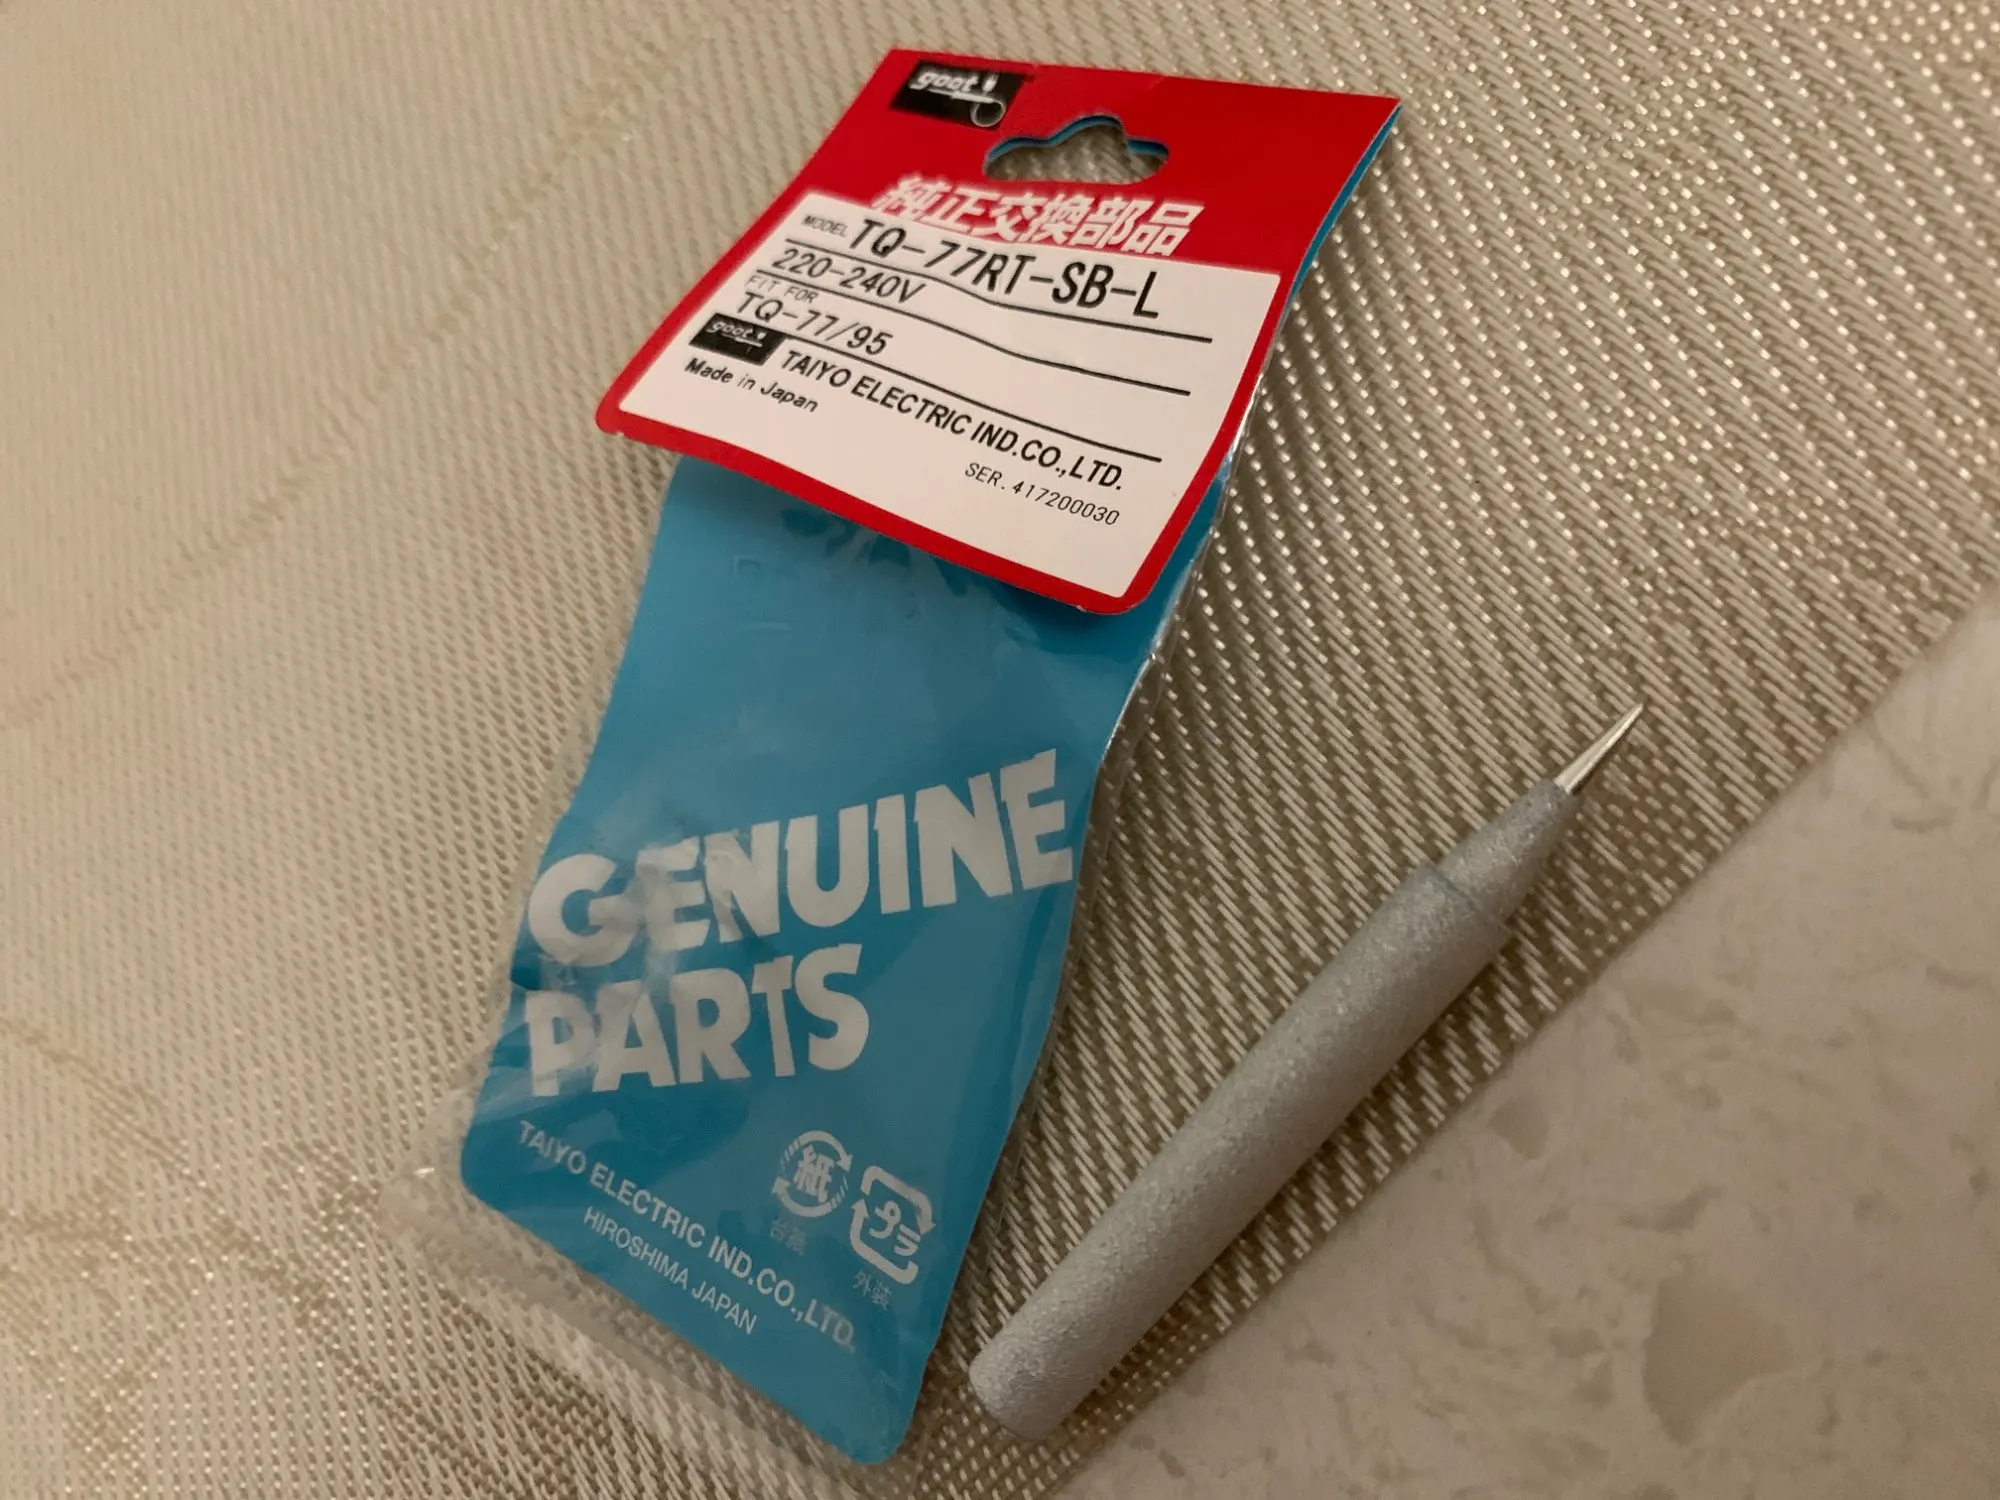 goot
純正交換部品
MODEL TQ-77RT-SB-L
220-240V
FIT FOR
TQ-77/95
goot TAIYO ELECTRIC IND.CO.,LTD.
Made in Japan
SER.417200030
GENUINE
PARTS
紙
台紙
プラ
外装
TAIYO ELECTRIC IND.CO.,LTD.
HIROSHIMA JAPAN